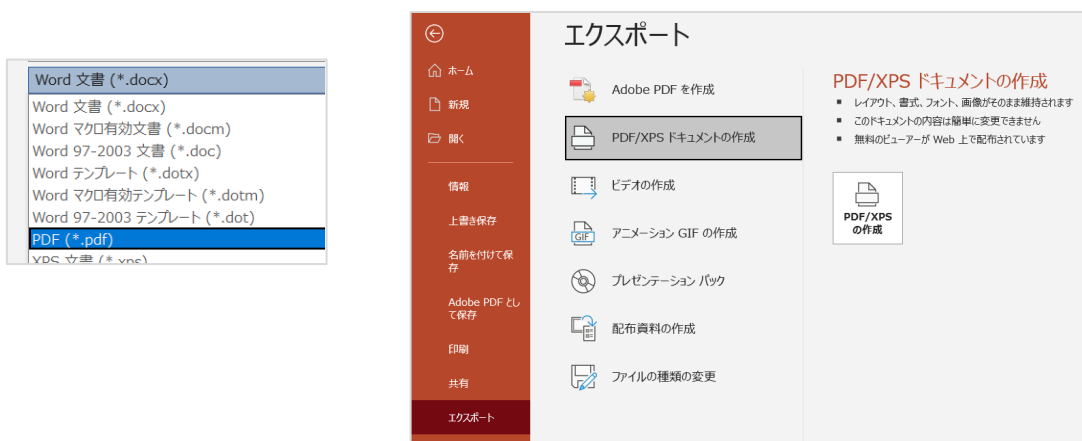 Word 文書 (*.docx)
Word 文書 (*.docx)
Word マクロ有効文書 (*.docm)
Word 97-2003 文書 (*.doc)
Word テンプレート (*.dotx)
Word マクロ有効テンプレート (*.dotm)
Word 97-2003 テンプレート (*.dot)
PDF (*.pdf)
XPS 文書 (*.xps)
ホーム
新規
開く
情報
上書き保存
名前を付けて保
存
Adobe PDF とし
て保存
印刷
共有
エクスポート
エクスポート
Adobe PDF を作成
PDF/XPS ドキュメントの作成
ビデオの作成
GIF
アニメーション GIF の作成
プレゼンテーション パック
配布資料の作成
ファイルの種類の変更
PDF/XPS ドキュメントの作成
▪ レイアウト、書式、フォント、画像がそのまま維持されます
▪ このドキュメントの内容は簡単に変更できません
▪ 無料のビューアーが Web 上で配布されています
PDF/XPS
の作成